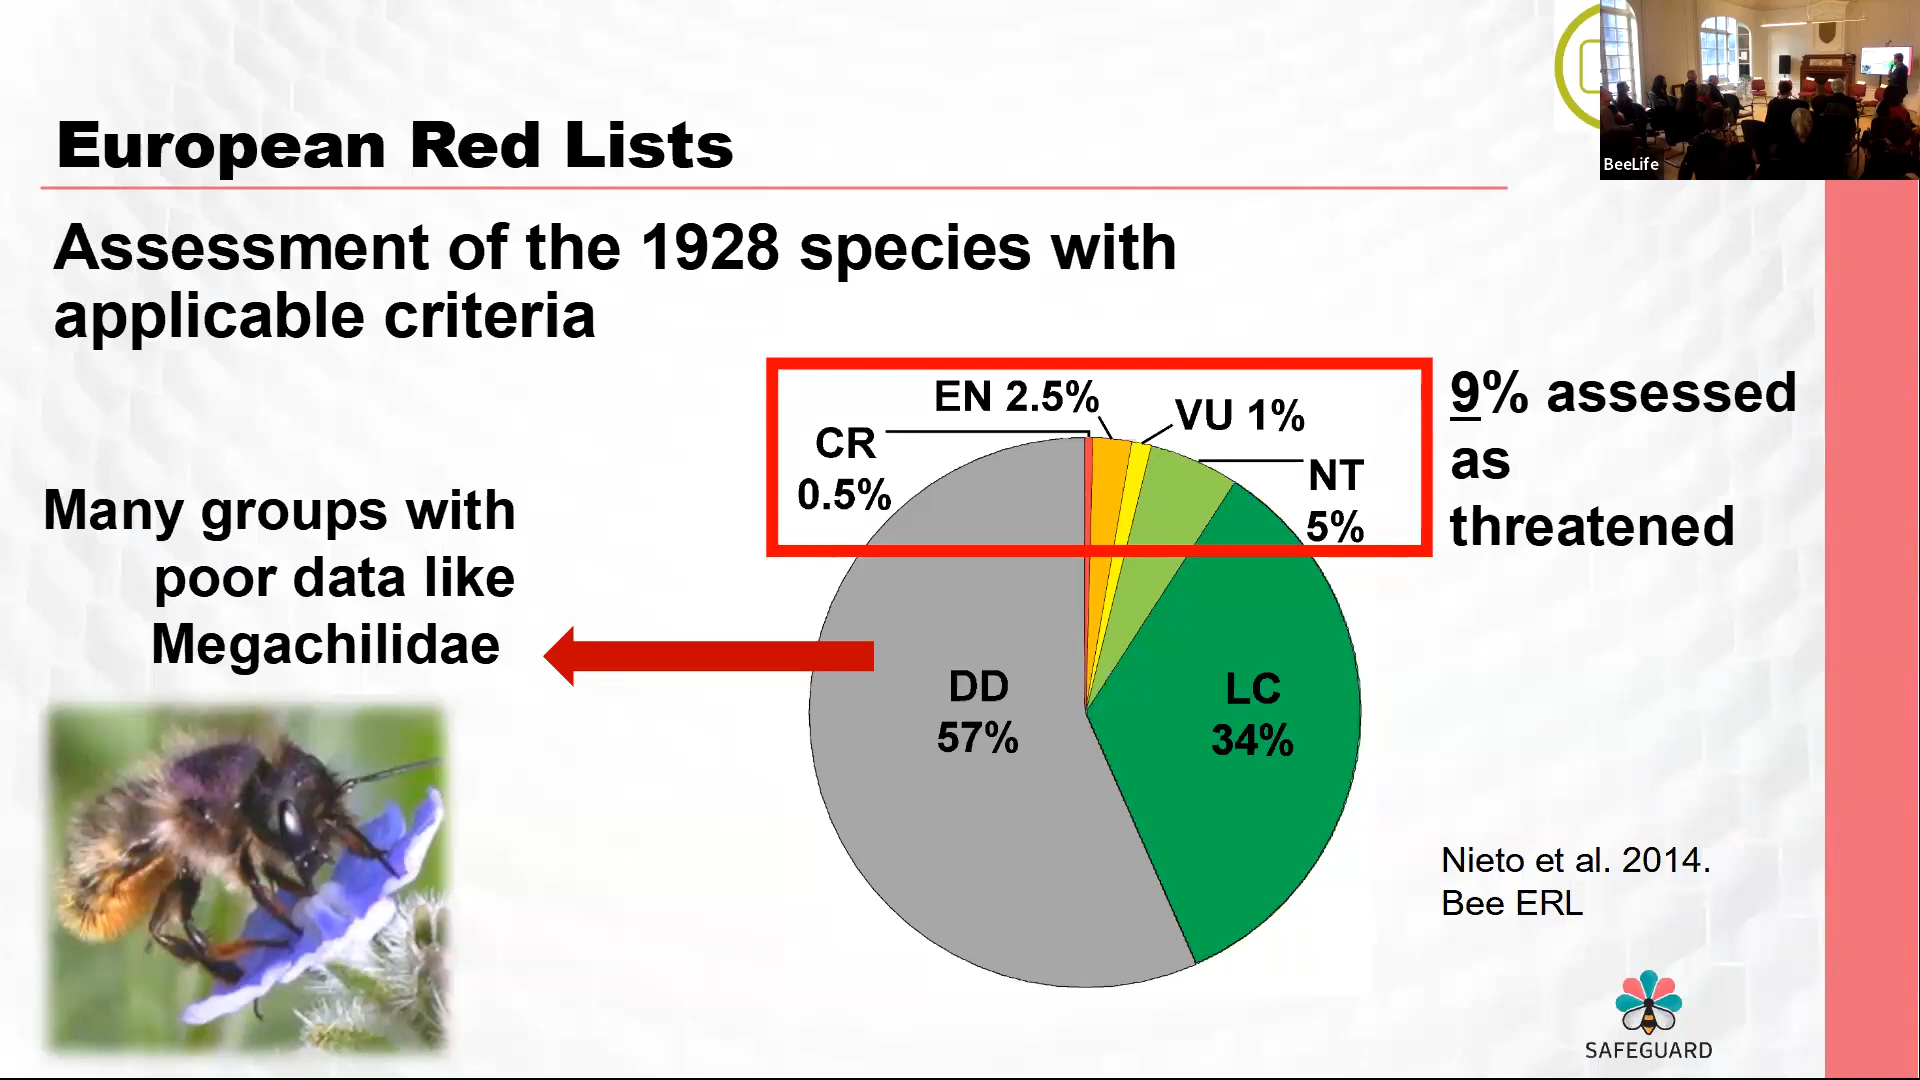 BeeLife
European Red Lists
Assessment of the 1928 species with
applicable criteria
EN 2.5%
VU 1%
CR
0.5%
NT
5%
9% assessed
as
threatened
Many groups with
poor data like
Megachilidae
DD
57%
LC
34%
Nieto et al. 2014.
Bee ERL
SAFEGUARD